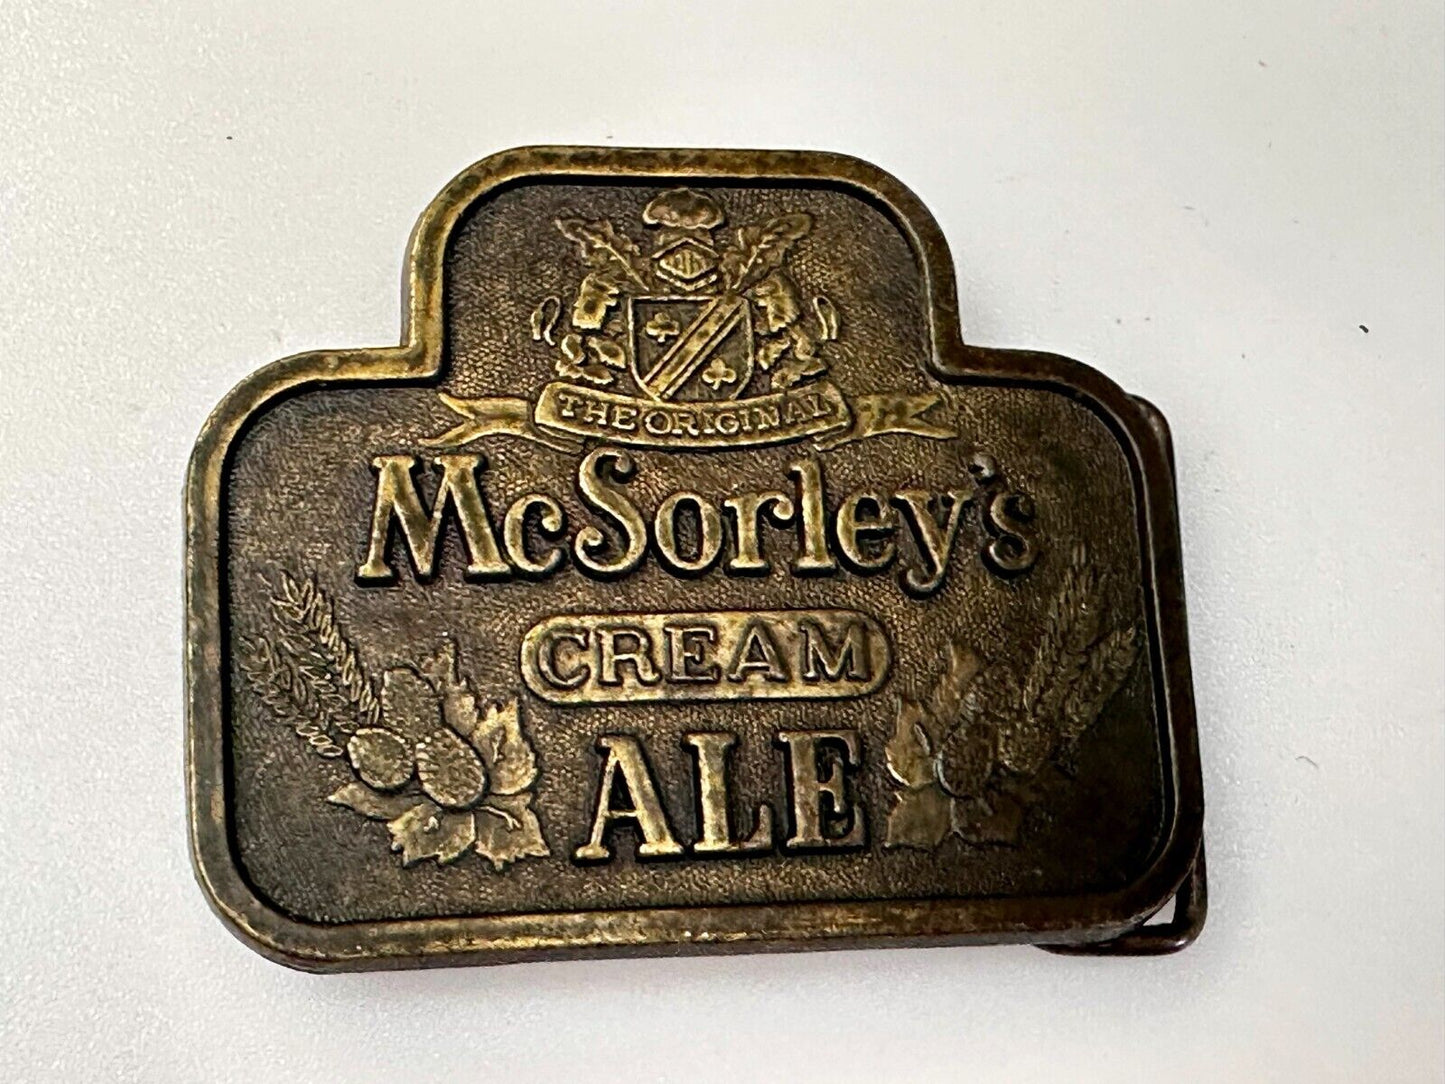 THE ORIGINAL
McSorley's
CREAM
ALE